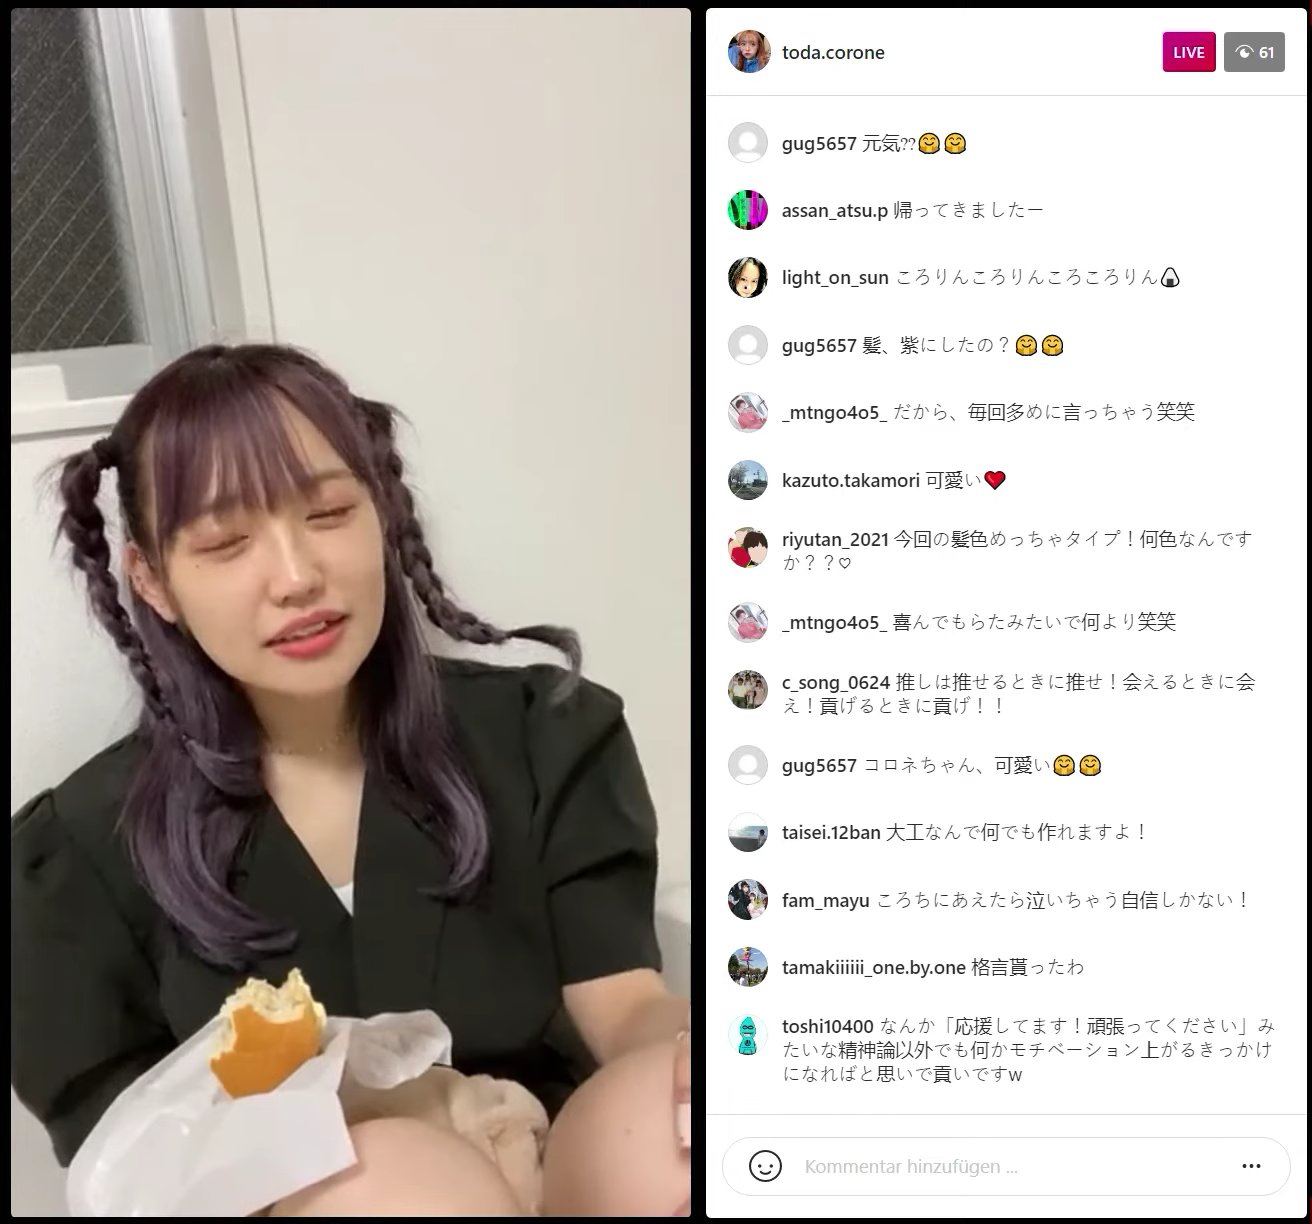 toda.corone
LIVE
61
gug5657 元気??🤗🤗
assan_atsu.p 帰ってきましたー
light_on_sun ころりんころりんころころりん🍙
gug5657 髪、紫にしたの？🤗🤗
_mtngo4o5_ だから、毎回多めに言っちゃう笑笑
kazuto.takamori 可愛い❤️
riyutan_2021 今回の髪色めっちゃタイプ！何色なんです
か？？♡
_mtngo4o5_ 喜んでもらたみたいで何より笑笑
c_song_0624 推しは推せるときに推せ！会えるときに会
え！貢げるときに貢げ！！
gug5657 コロネちゃん、可愛い🤗🤗
taisei.12ban 大工なんで何でも作れますよ！
fam_mayu ころちにあえたら泣いちゃう自信しかない！
tamakiiiiii_one.by.one 格言貰ったわ
toshi10400 なんか「応援してます！頑張ってください」み
たいな精神論以外でも何かモチベーション上がるきっかけ
になればと思いで貢いですw
Kommentar hinzufügen ...